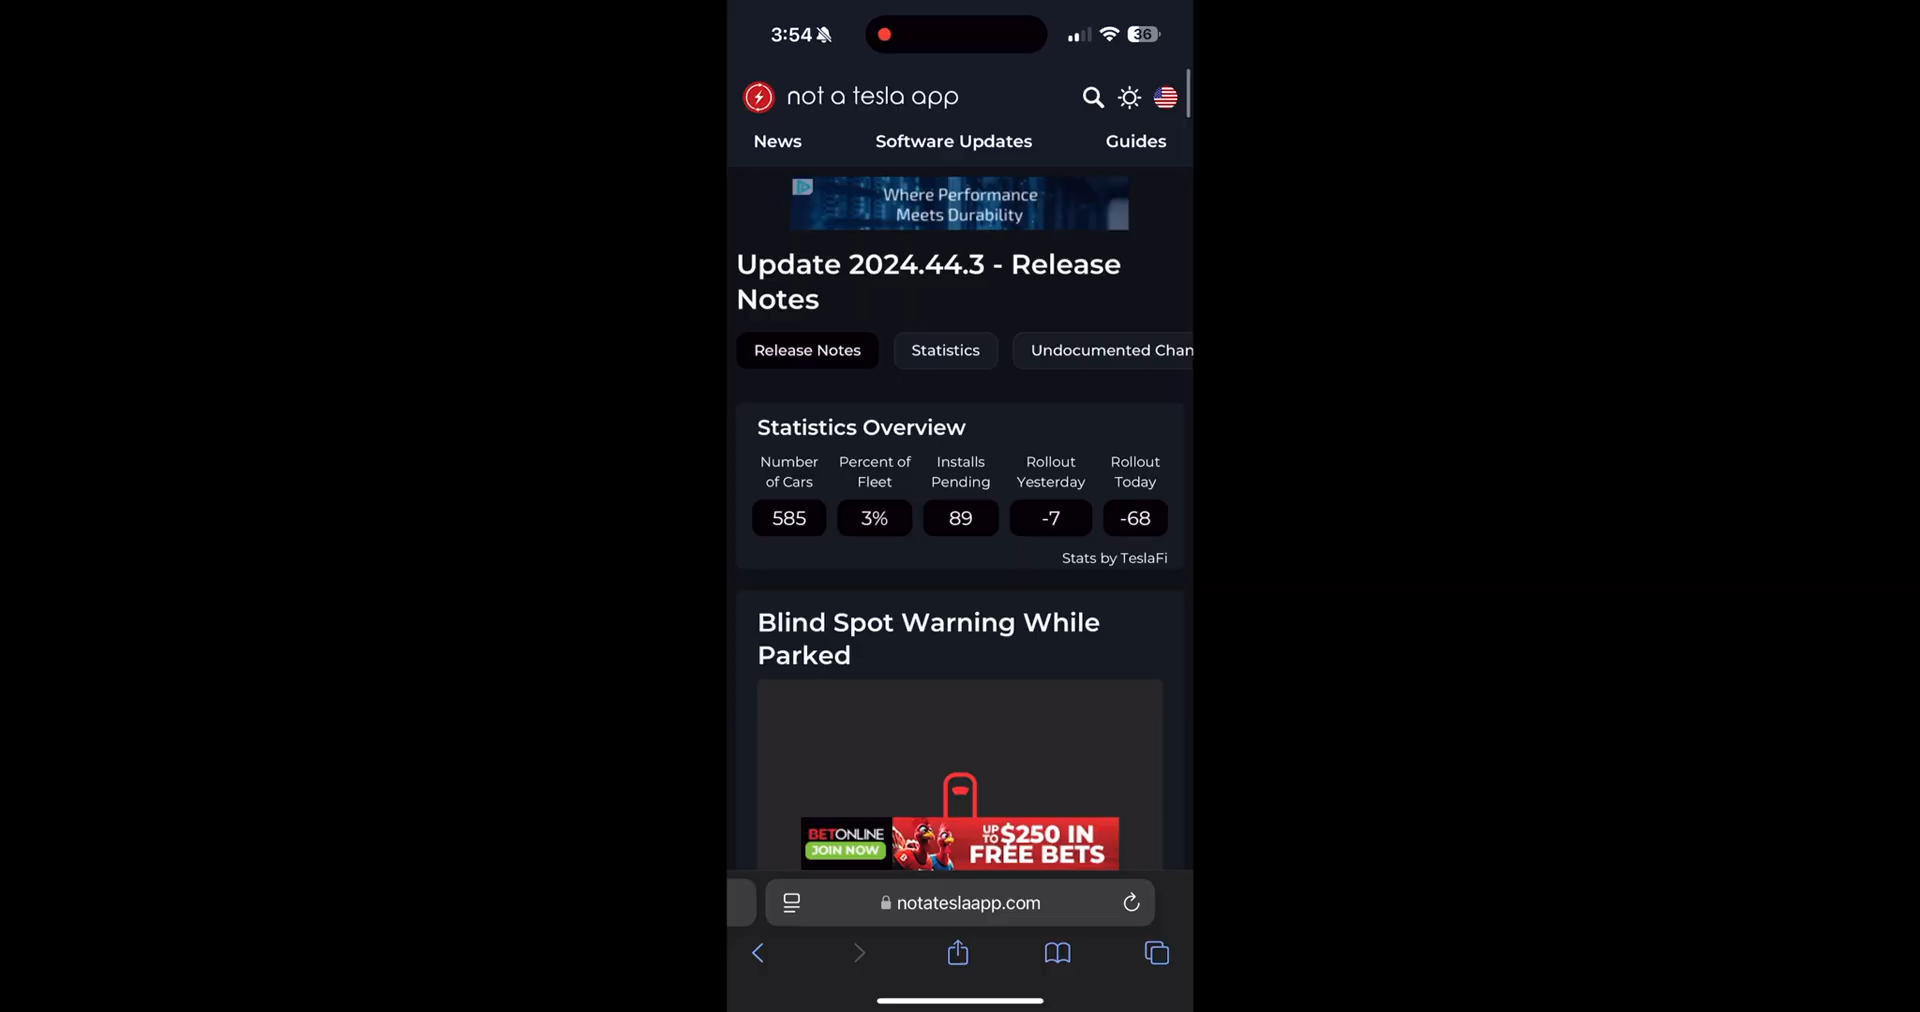 3:54
36
not a tesla app
News Software Updates Guides
Where Performance
Meets Durability
Update 2024.44.3 - Release
Notes
Release Notes Statistics Undocumented Chan
Statistics Overview
Number of Cars Percent of Fleet Installs Pending Rollout Yesterday Rollout Today
585 3% 89 -7 -68
Stats by TeslaFi
Blind Spot Warning While
Parked
BETONLINE
JOIN NOW
UP TO $250 IN
FREE BETS
notateslaapp.com